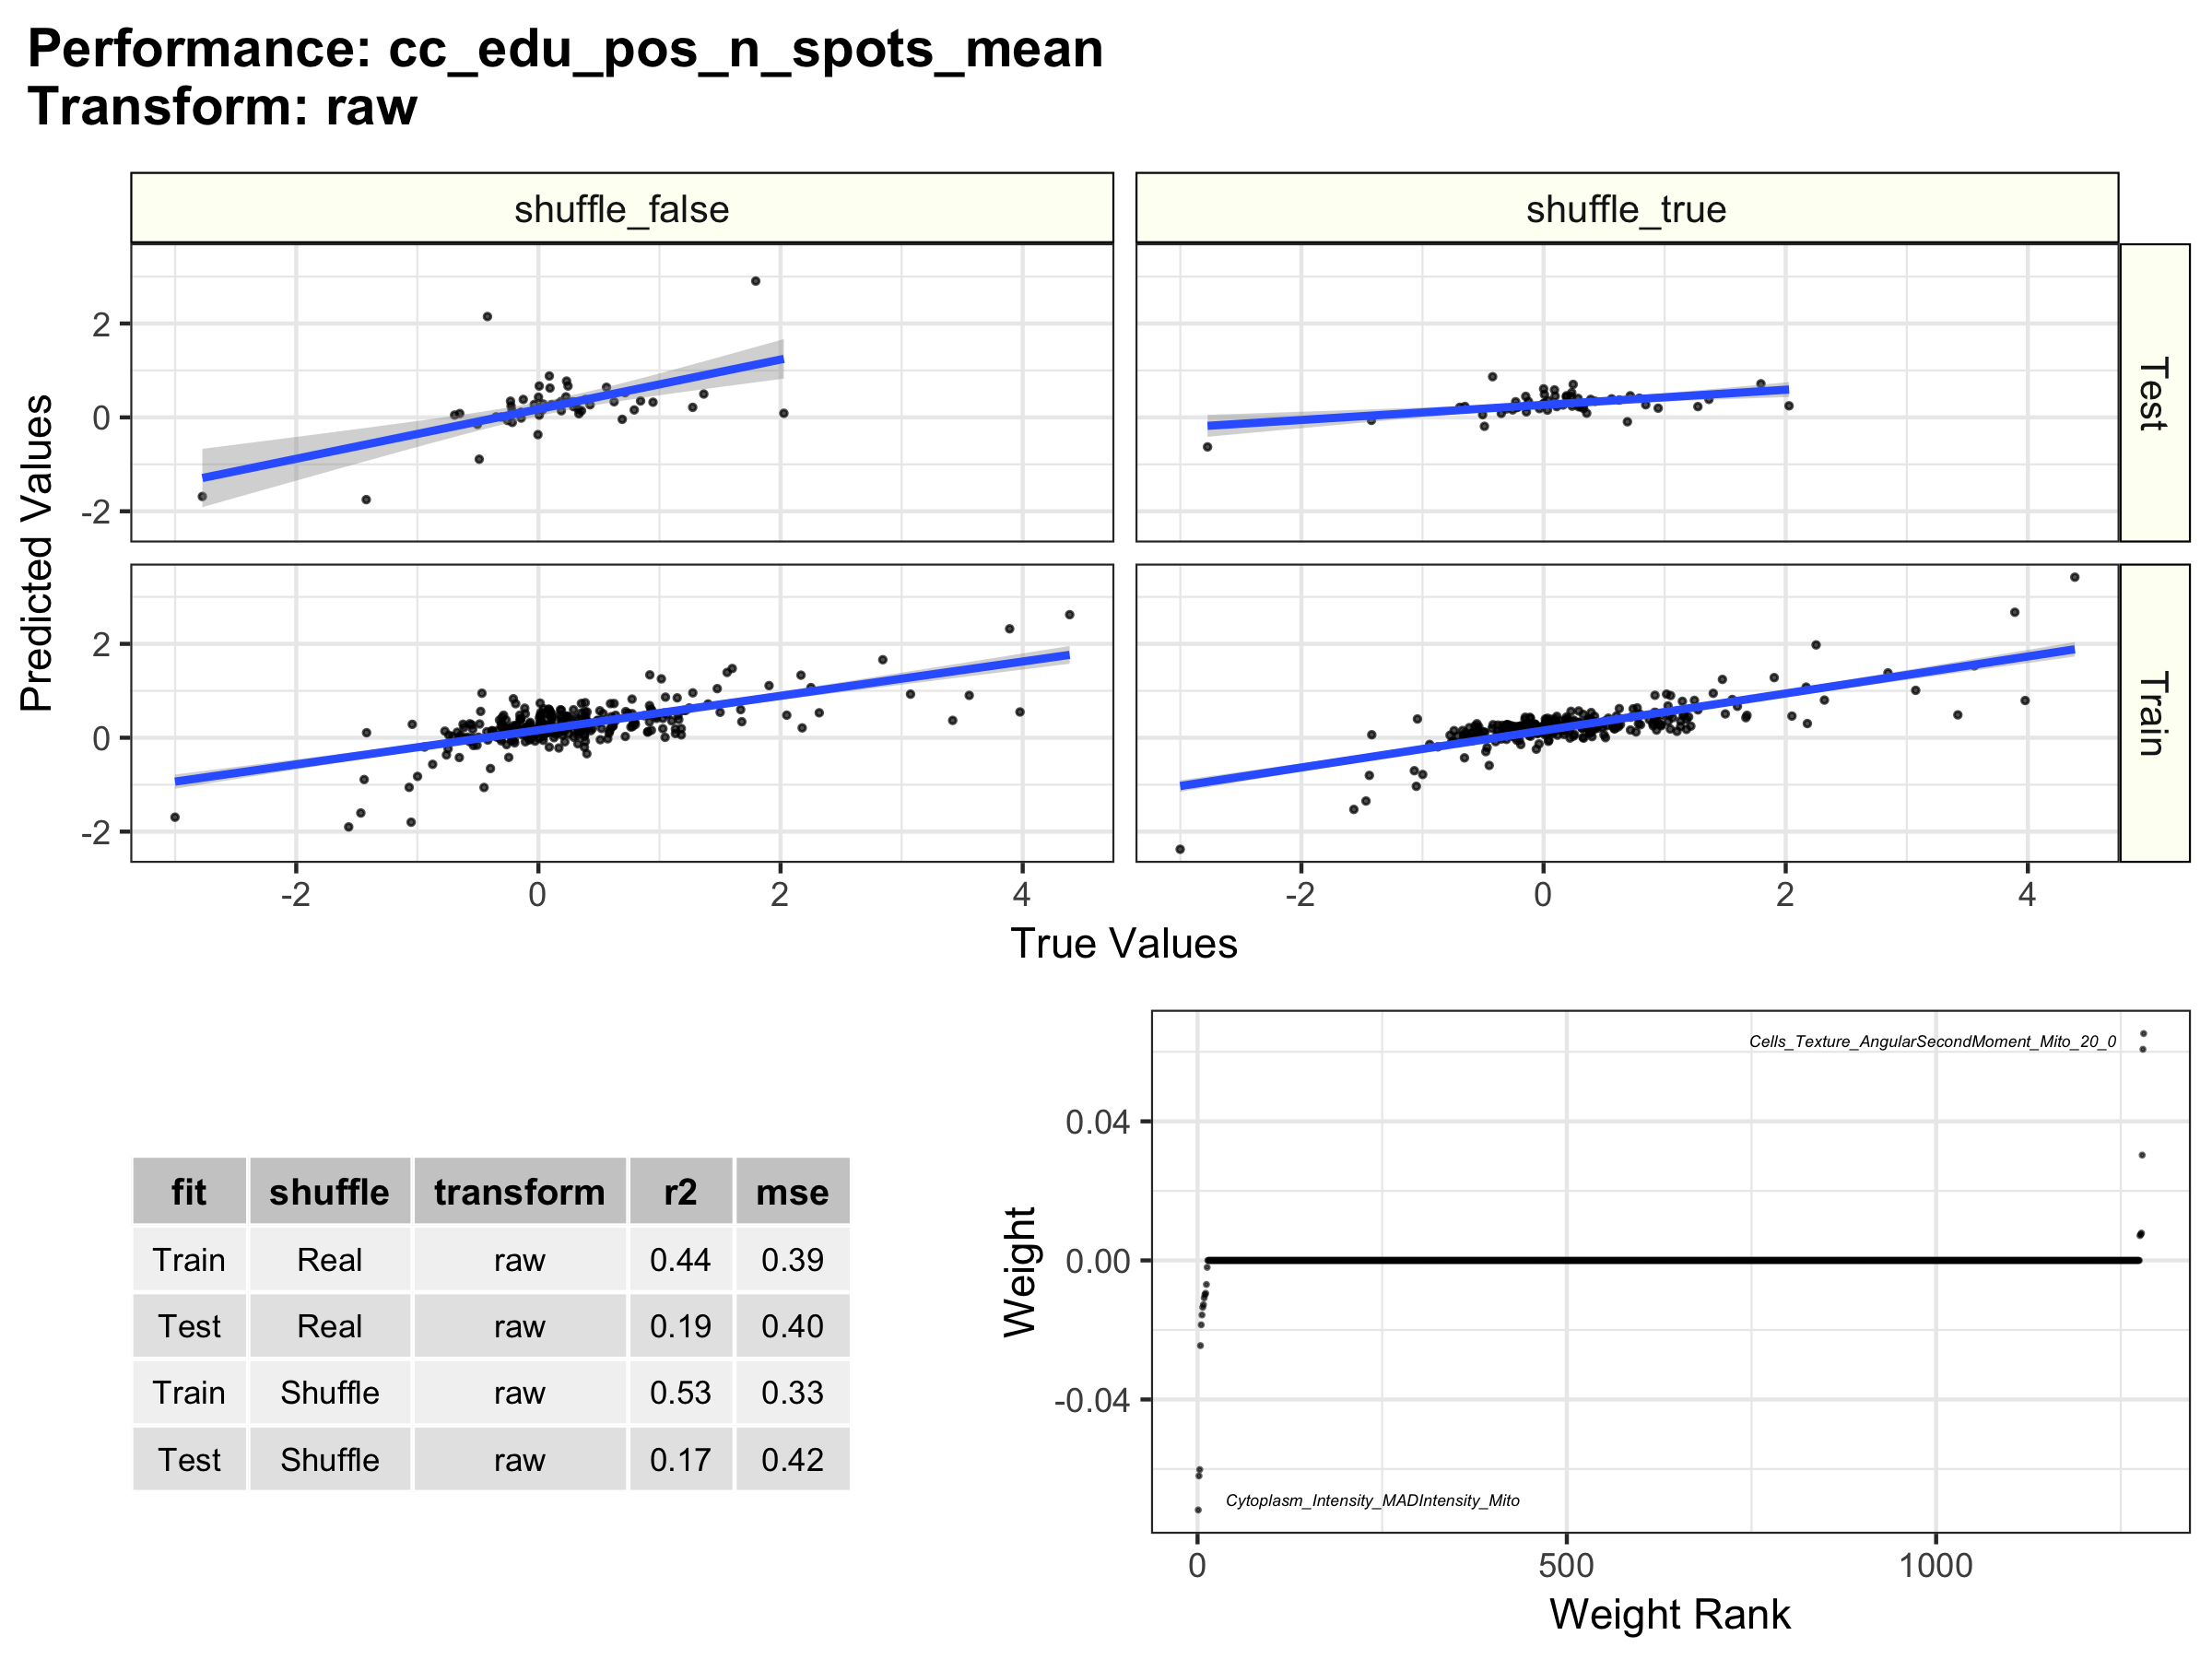 Performance: cc_edu_pos_n_spots_mean
Transform: raw
shuffle_false
shuffle_true
Predicted Values
2
0
-2
Test
2
0
-2
Train
-2
0
2
4
-2
0
2
4
True Values
fit shuffle transform r2 mse
Train Real raw 0.44 0.39
Test Real raw 0.19 0.40
Train Shuffle raw 0.53 0.33
Test Shuffle raw 0.17 0.42
Weight
0.04
0.00
-0.04
Cells_Texture_AngularSecondMoment_Mito_20_0
Cytoplasm_Intensity_MADIntensity_Mito
0
500
1000
Weight Rank